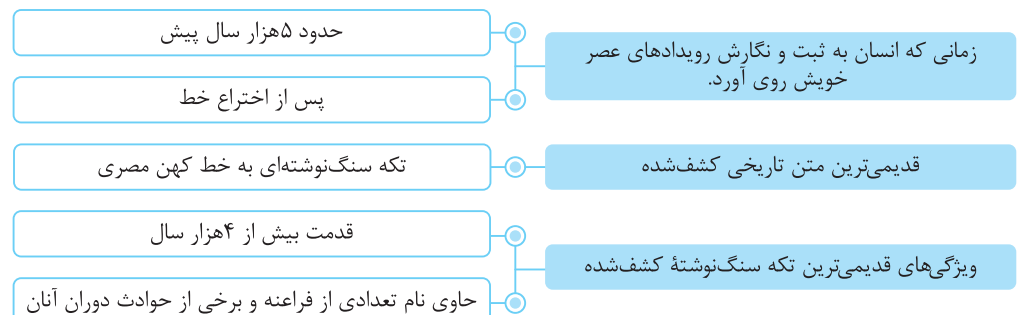 زمانی که انسان به ثبت و نگارش رویدادهای عصر
خویش روی آورد.
حدود ۵هزار سال پیش
پس از اختراع خط
قدیمی‌ترین متن تاریخی کشف‌شده
تکه سنگ‌نوشته‌ای به خط کهن مصری
ویژگی‌های قدیمی‌ترین تکه سنگ‌نوشتهٔ کشف‌شده
قدمت بیش از ۴هزار سال
حاوی نام تعدادی از فراعنه و برخی از حوادث دوران آنان